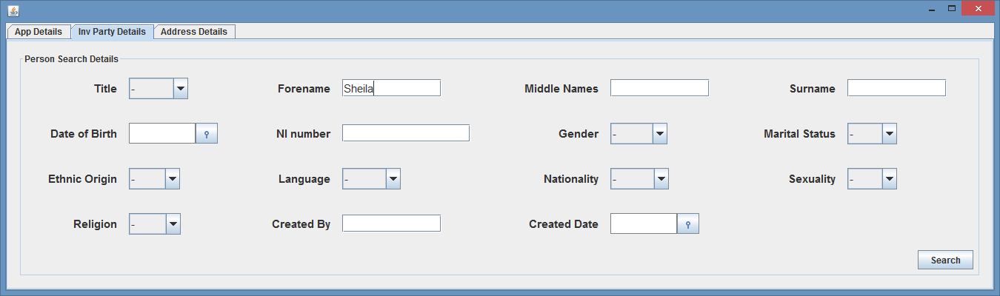 App Details Inv Party Details Address Details
Person Search Details
Title - Forename Sheila Middle Names Surname
Date of Birth NI number Gender - Marital Status -
Ethnic Origin - Language - Nationality - Sexuality -
Religion - Created By Created Date
Search